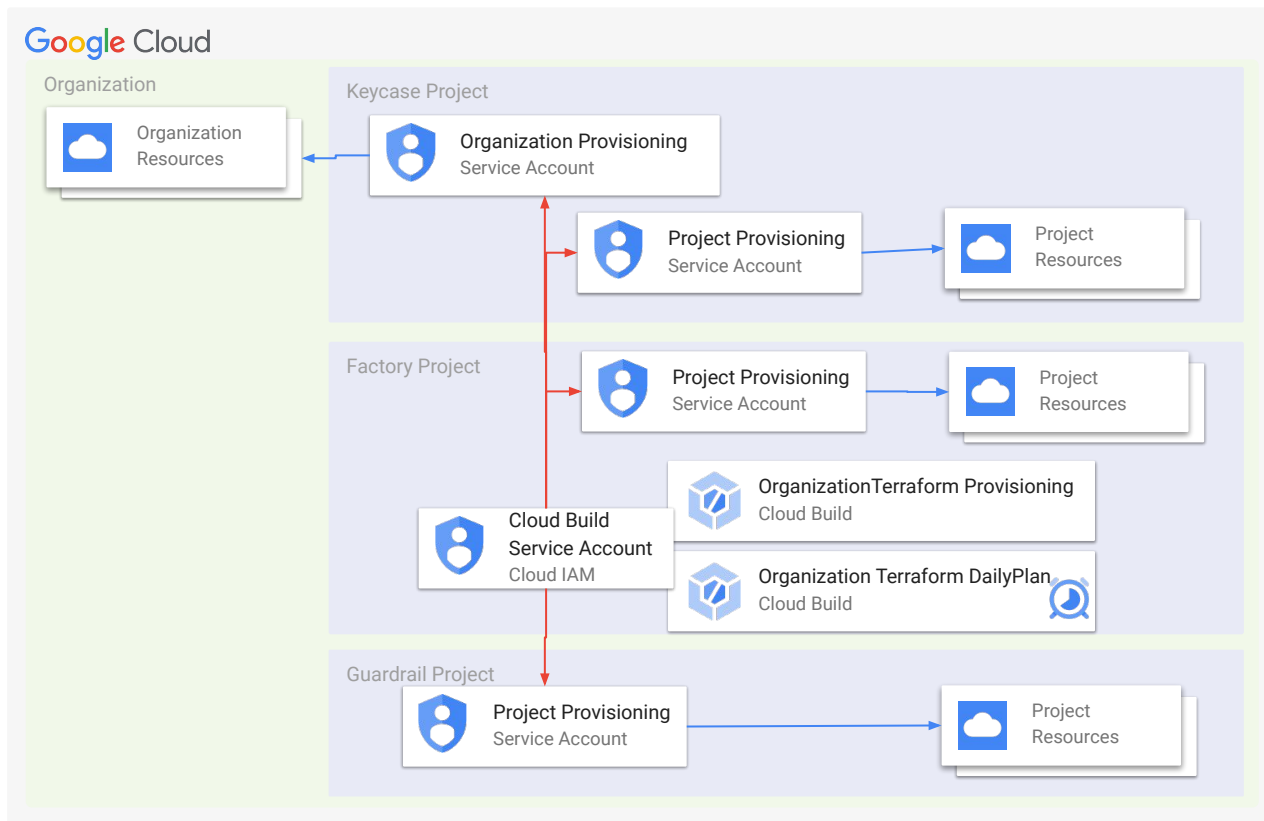 Google Cloud
Organization
Organization
Resources
Keycase Project
Organization Provisioning
Service Account
Project Provisioning
Service Account
Project
Resources
Factory Project
Project Provisioning
Service Account
Project
Resources
OrganizationTerraform Provisioning
Cloud Build
Cloud Build
Service Account
Cloud IAM
Organization Terraform DailyPlan
Cloud Build
Guardrail Project
Project Provisioning
Service Account
Project
Resources